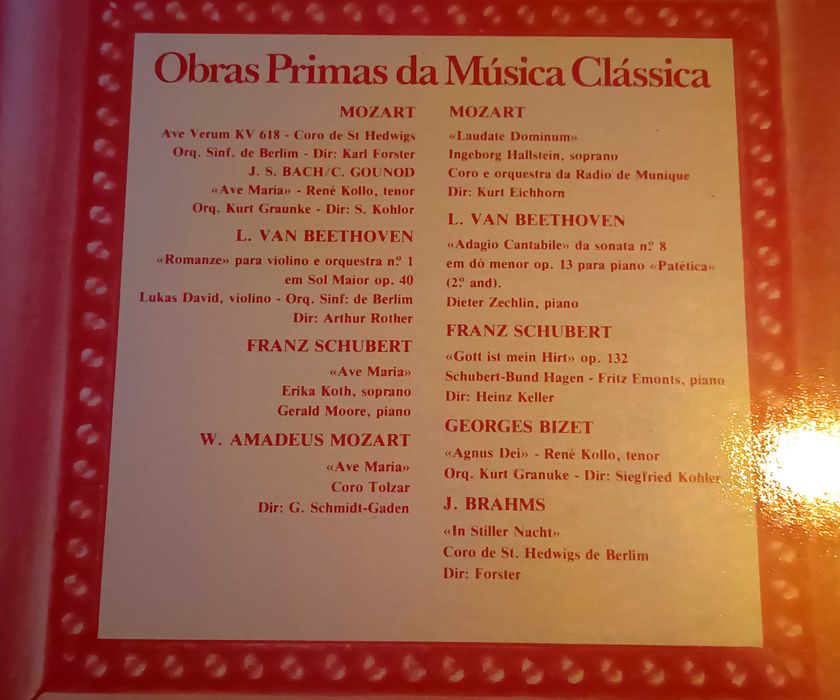 Obras Primas da Música Clássica
MOZART
Ave Verum KV 618 - Coro de St Hedwigs
Orq. Sinf. de Berlim - Dir: Karl Forster
J. S. BACH/C. GOUNOD
«Ave Maria» - René Kollo, tenor
Orq. Kurt Graunke - Dir: S. Kohlor
L. VAN BEETHOVEN
«Romanze» para violino e orquestra n.º 1
em Sol Maior op. 40
Lukas David, violino - Orq. Sinf: de Berlim
Dir: Arthur Rother
FRANZ SCHUBERT
«Ave Maria»
Erika Koth, soprano
Gerald Moore, piano
W. AMADEUS MOZART
«Ave Maria»
Coro Tolzar
Dir: G. Schmidt-Gaden
MOZART
«Laudate Dominum»
Ingeborg Hallstein, soprano
Coro e orquestra da Radio de Munique
Dir: Kurt Eichhorn
L. VAN BEETHOVEN
«Adagio Cantabile» da sonata n.º 8
em dó menor op. 13 para piano «Patética»
(2.º and).
Dieter Zechlin, piano
FRANZ SCHUBERT
«Gott ist mein Hirt» op. 132
Schubert-Bund Hagen - Fritz Emonts, piano
Dir: Heinz Keller
GEORGES BIZET
«Agnus Dei» - René Kollo, tenor
Orq. Kurt Granuke - Dir: Siegfried Kohler
J. BRAHMS
«In Stiller Nacht»
Coro de St. Hedwigs de Berlim
Dir: Forster